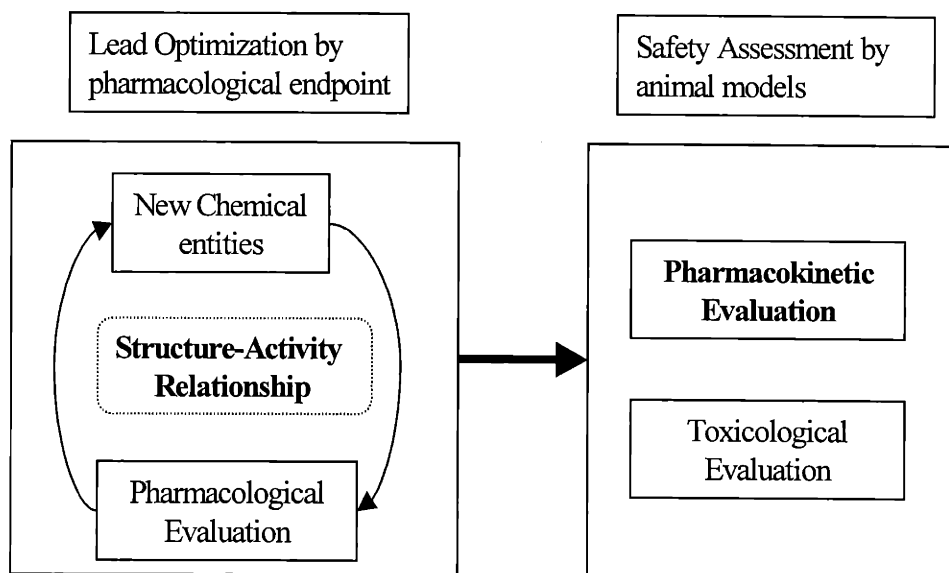 Lead Optimization by
pharmacological endpoint
Safety Assessment by
animal models
New Chemical
entities
Structure-Activity
Relationship
Pharmacological
Evaluation
Pharmacokinetic
Evaluation
Toxicological
Evaluation